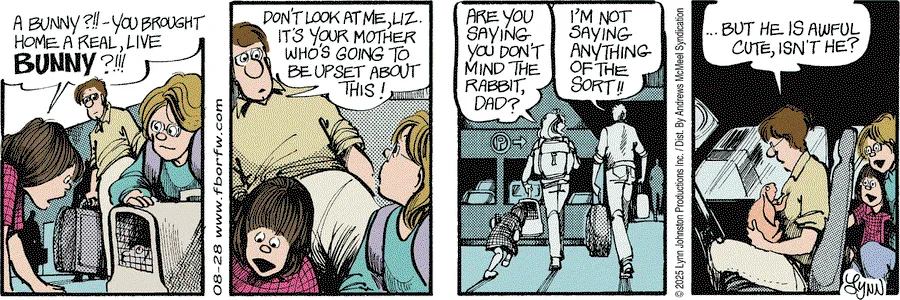 A BUNNY?!!-YOU BROUGHT
HOME A REAL, LIVE
BUNNY?!!!
08-28 www.fborfw.com
DON'T LOOK AT ME, LIZ.
IT'S YOUR MOTHER
WHO'S GOING TO
BE UPSET ABOUT
THIS!
ARE YOU
SAYING
YOU DON'T
MIND THE
RABBIT,
DAD?
I'M NOT
SAYING
ANYTHING
OF THE
SORT!!
P →
© 2025 Lynn Johnston Productions Inc. / Dist. By Andrews McMeel Syndication
...BUT HE IS AWFUL
CUTE, ISN'T HE?
Lynn